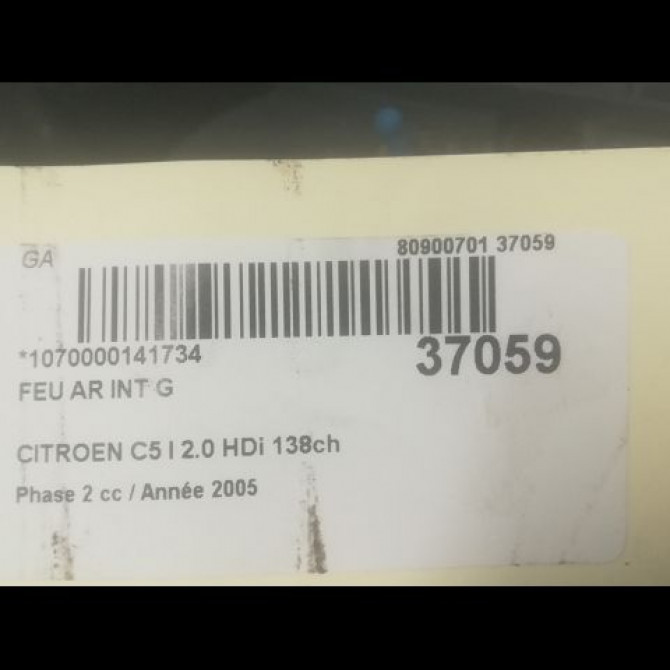 GA
80900701 37059
*1070000141734
37059
FEU AR INT G
CITROEN C5 I 2.0 HDi 138ch
Phase 2 cc / Année 2005